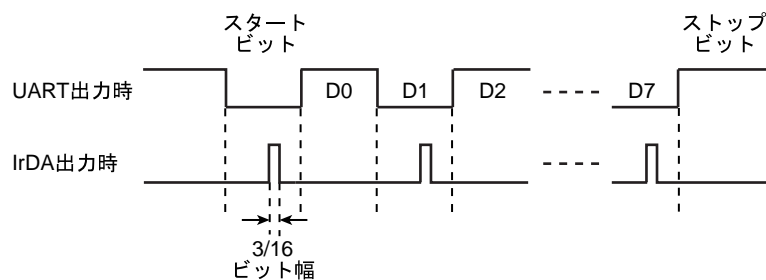 スタート
ビット
ストップ
ビット
UART出力時
D0
D1
D2
D7
IrDA出力時
3/16
ビット幅